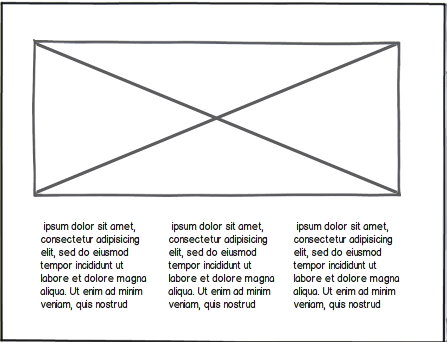 ipsum dolor sit amet,
consectetur adipisicing
elit, sed do eiusmod
tempor incididunt ut
labore et dolore magna
aliqua. Ut enim ad minim
veniam, quis nostrud
ipsum dolor sit amet,
consectetur adipisicing
elit, sed do eiusmod
tempor incididunt ut
labore et dolore magna
aliqua. Ut enim ad minim
veniam, quis nostrud
ipsum dolor sit amet,
consectetur adipisicing
elit, sed do eiusmod
tempor incididunt ut
labore et dolore magna
aliqua. Ut enim ad minim
veniam, quis nostrud